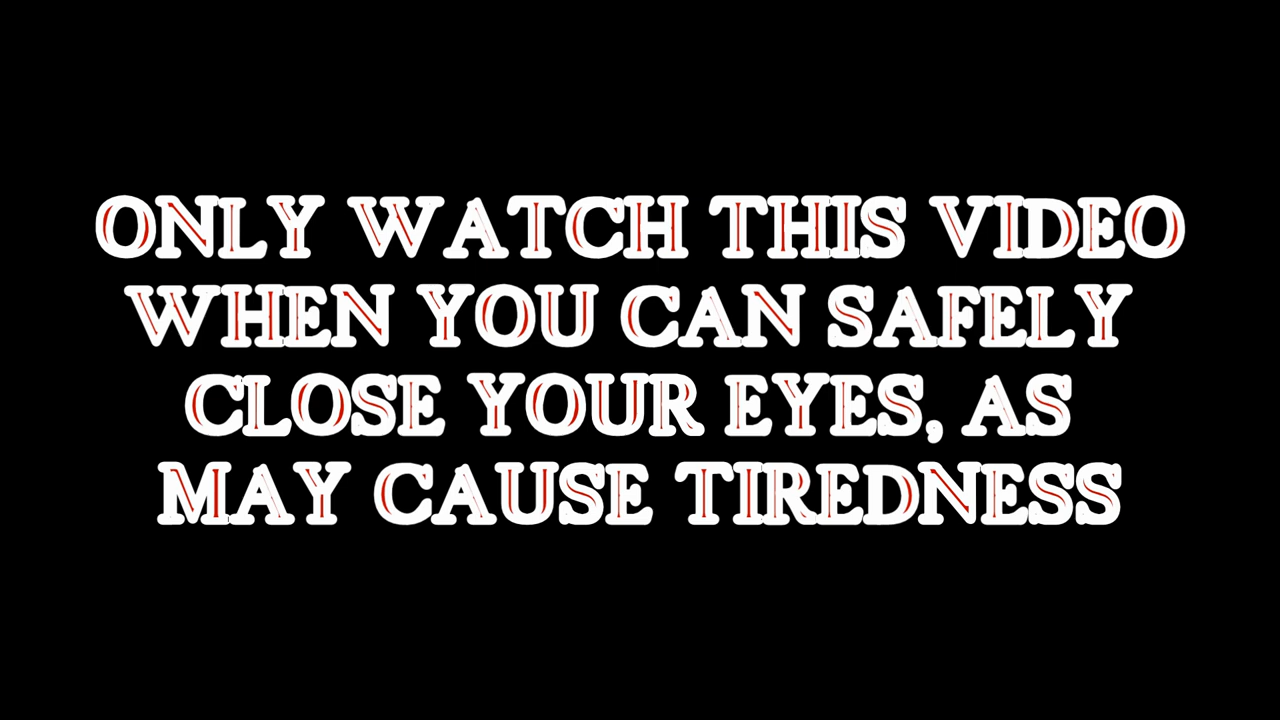 ONLY WATCH THIS VIDEO
WHEN YOU CAN SAFELY
CLOSE YOUR EYES, AS
MAY CAUSE TIREDNESS